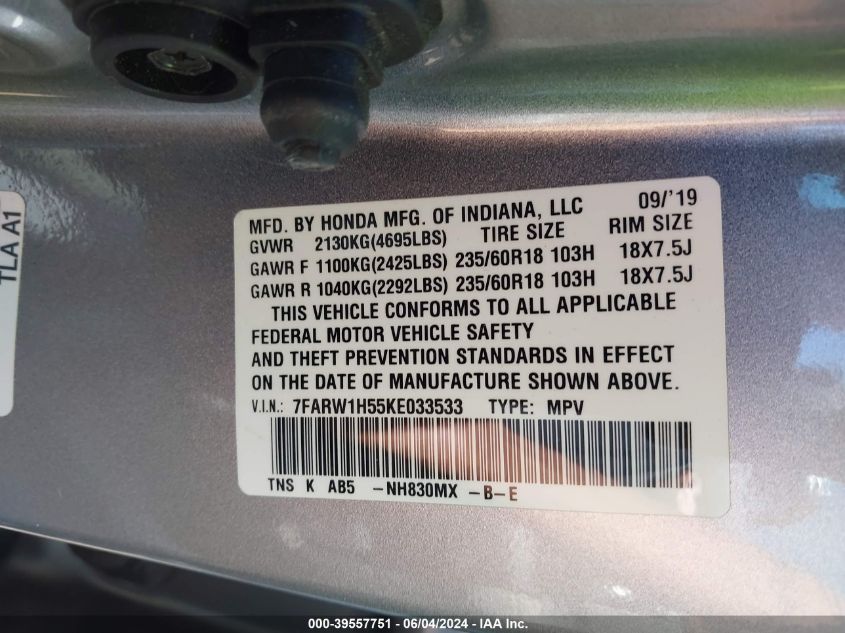 TLA A1
MFD. BY HONDA MFG. OF INDIANA, LLC 09/'19
GVWR 2130KG(4695LBS) TIRE SIZE RIM SIZE
GAWR F 1100KG(2425LBS) 235/60R18 103H 18X7.5J
GAWR R 1040KG(2292LBS) 235/60R18 103H 18X7.5J
THIS VEHICLE CONFORMS TO ALL APPLICABLE
FEDERAL MOTOR VEHICLE SAFETY
AND THEFT PREVENTION STANDARDS IN EFFECT
ON THE DATE OF MANUFACTURE SHOWN ABOVE.
V.I.N.: 7FARW1H55KE033533 TYPE: MPV
TNS K AB5 -NH830MX -B-E
000-39557751 - 06/04/2024 - IAA Inc.